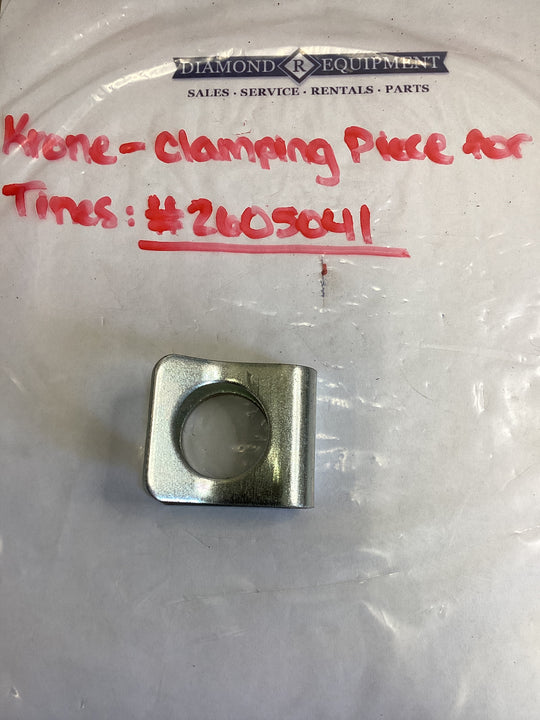 DIAMOND R EQUIPMENT
SALES · SERVICE · RENTALS · PARTS
Krone - Clamping Piece for
Tines: #2605041